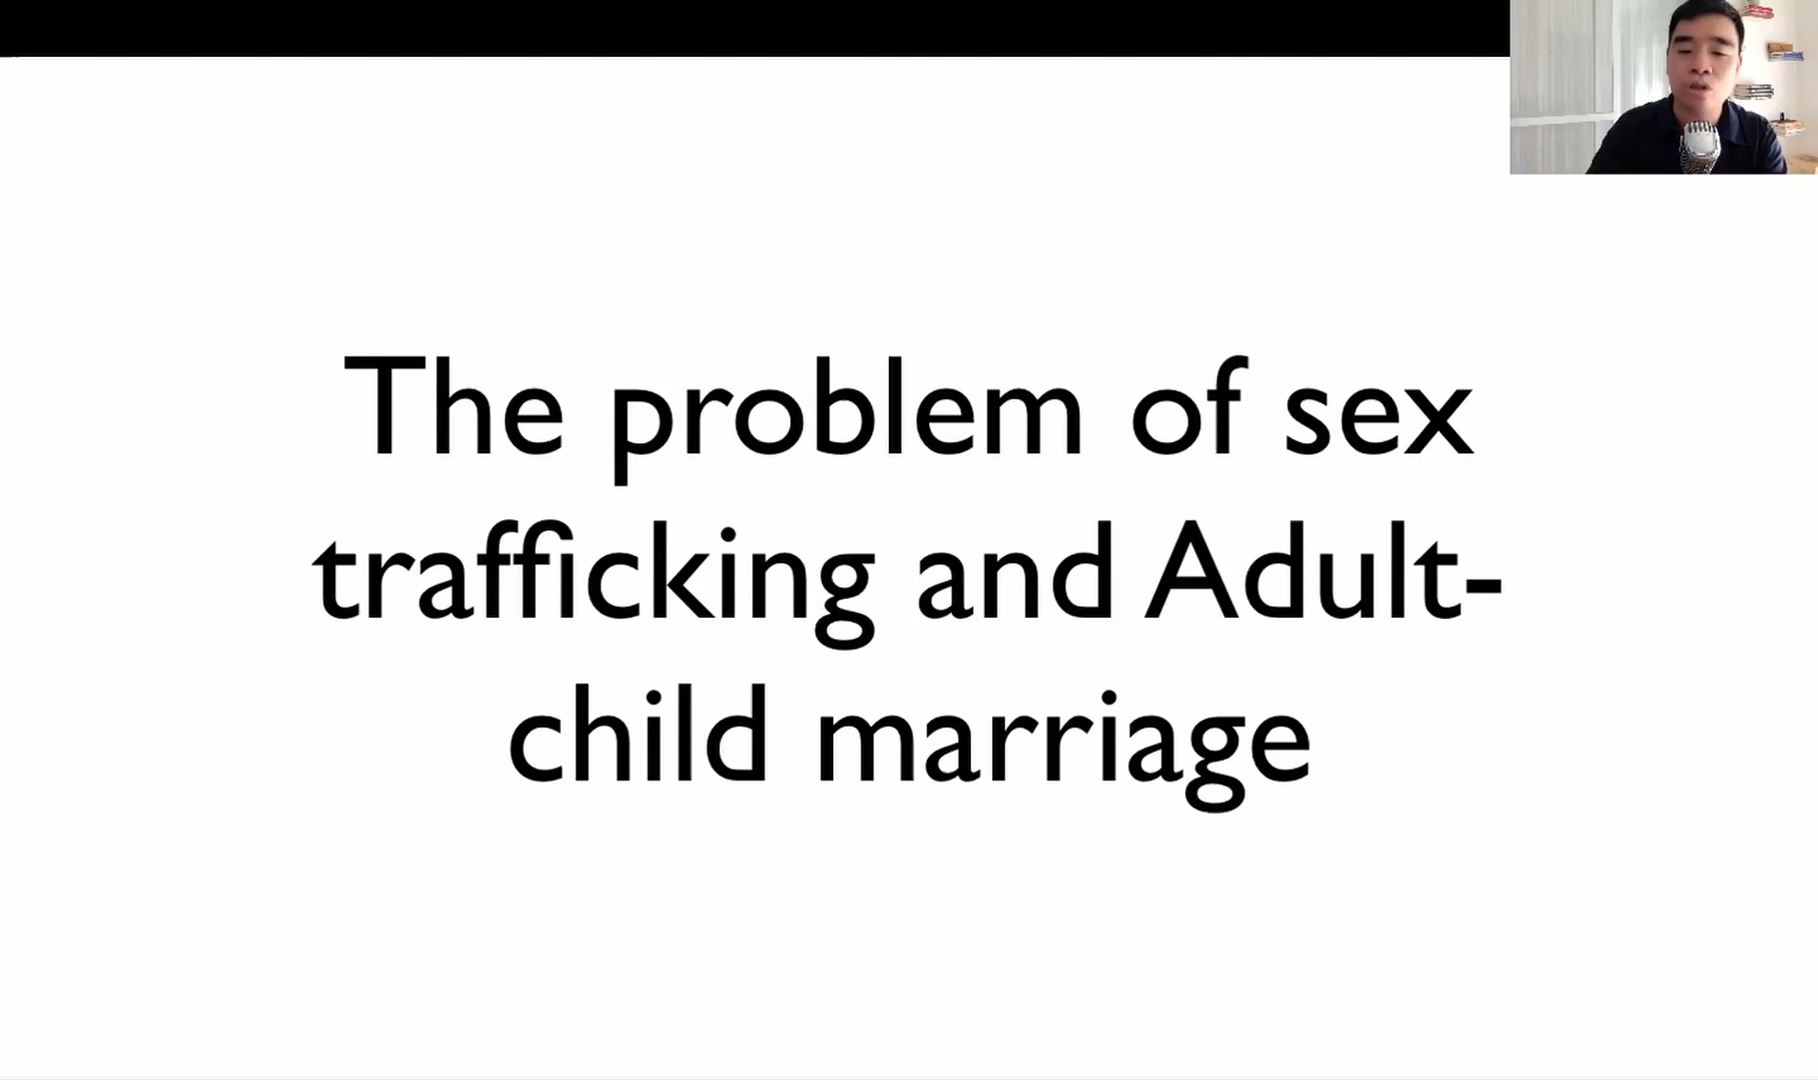 The problem of sex
trafficking and Adult-
child marriage